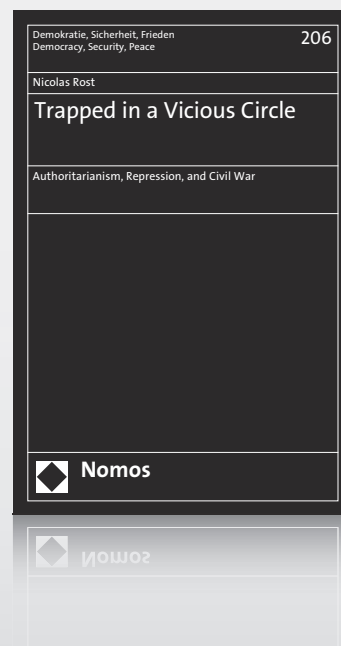 Demokratie, Sicherheit, Frieden
Democracy, Security, Peace
206
Nicolas Rost
Trapped in a Vicious Circle
Authoritarianism, Repression, and Civil War
Nomos
Nomos